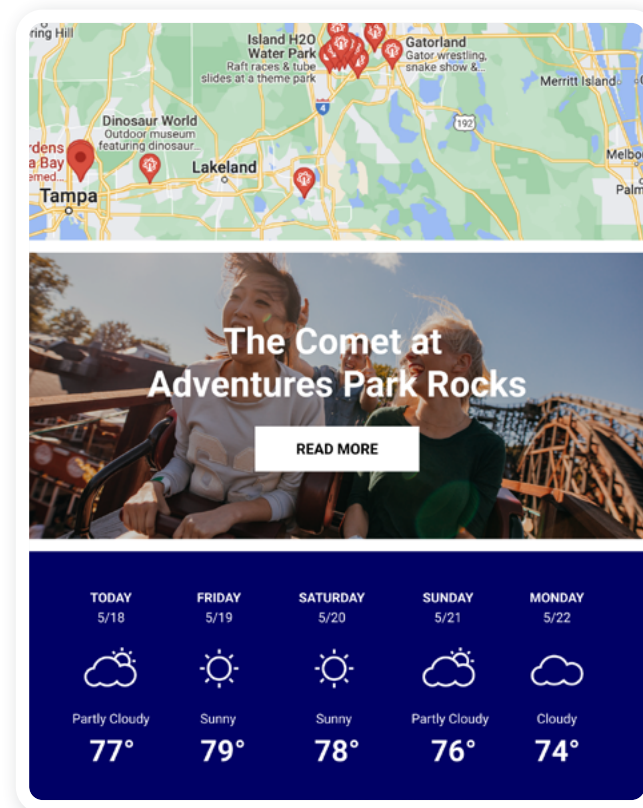 ring Hill
Island H2O
Water Park
Raft races & tube
slides at a theme park
Gatorland
Gator wrestling,
snake show &...
Merritt Island
4
192
Dinosaur World
Outdoor museum
featuring dinosaur...
rdens
a Bay
emed...
Lakeland
Tampa
Melbo
Palm
The Comet at
Adventures Park Rocks
READ MORE
TODAY FRIDAY SATURDAY SUNDAY MONDAY
5/18 5/19 5/20 5/21 5/22
Partly Cloudy Sunny Sunny Partly Cloudy Cloudy
77° 79° 78° 76° 74°